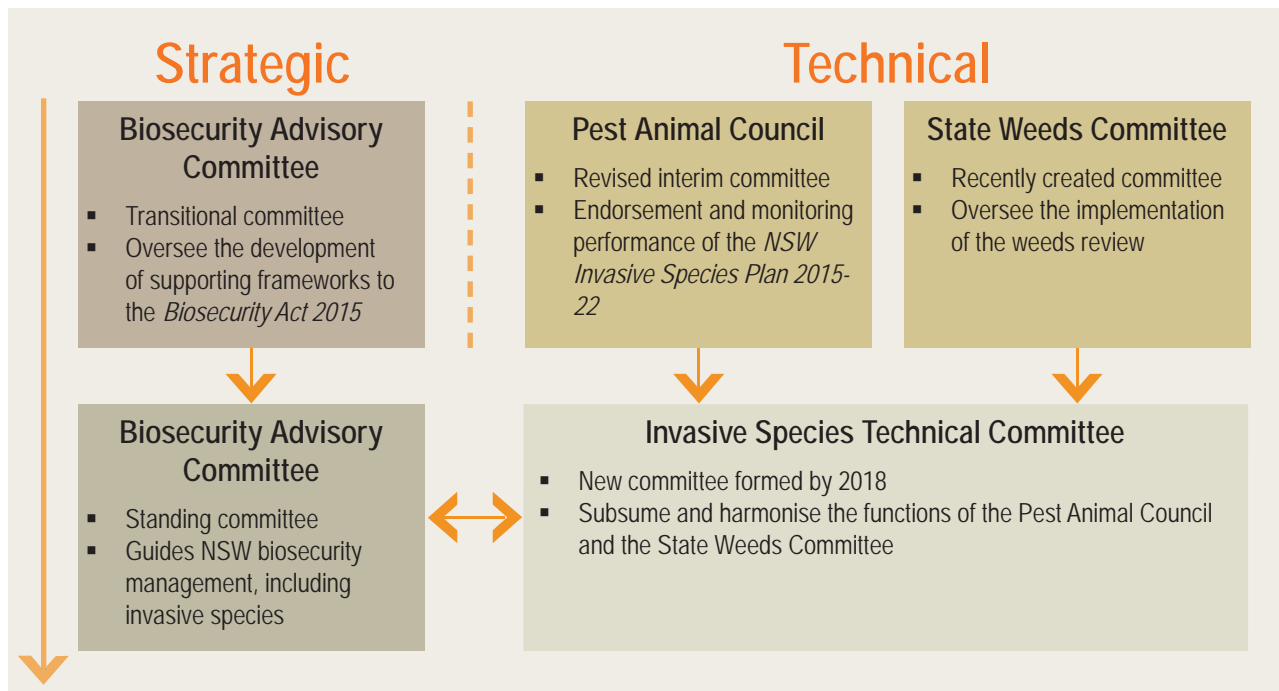 Strategic
Technical
Biosecurity Advisory
Committee
▪ Transitional committee
▪ Oversee the development
of supporting frameworks to
the Biosecurity Act 2015
Pest Animal Council
▪ Revised interim committee
▪ Endorsement and monitoring
performance of the NSW
Invasive Species Plan 2015-
22
State Weeds Committee
▪ Recently created committee
▪ Oversee the implementation
of the weeds review
Biosecurity Advisory
Committee
▪ Standing committee
▪ Guides NSW biosecurity
management, including
invasive species
Invasive Species Technical Committee
▪ New committee formed by 2018
▪ Subsume and harmonise the functions of the Pest Animal Council
and the State Weeds Committee